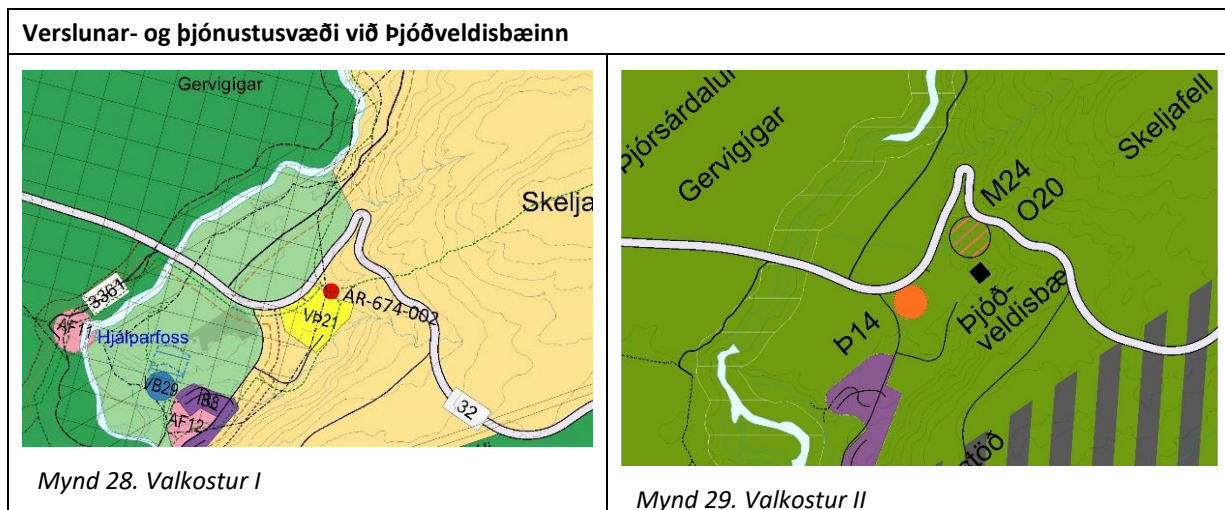 Verslunar- og þjónustusvæði við Þjóðveldisbæinn
Gervigígar
Skelja
3361
ÁR-674-002
VÞ21
AF11
Hjálparfoss
VB29
IB8
AF12
32
Mynd 28. Valkostur I
Þjórsárdalur
Gervigígar
Skeljafell
M24
O20
Þjóð-
veldisbæ
Þ14
Mynd 29. Valkostur II